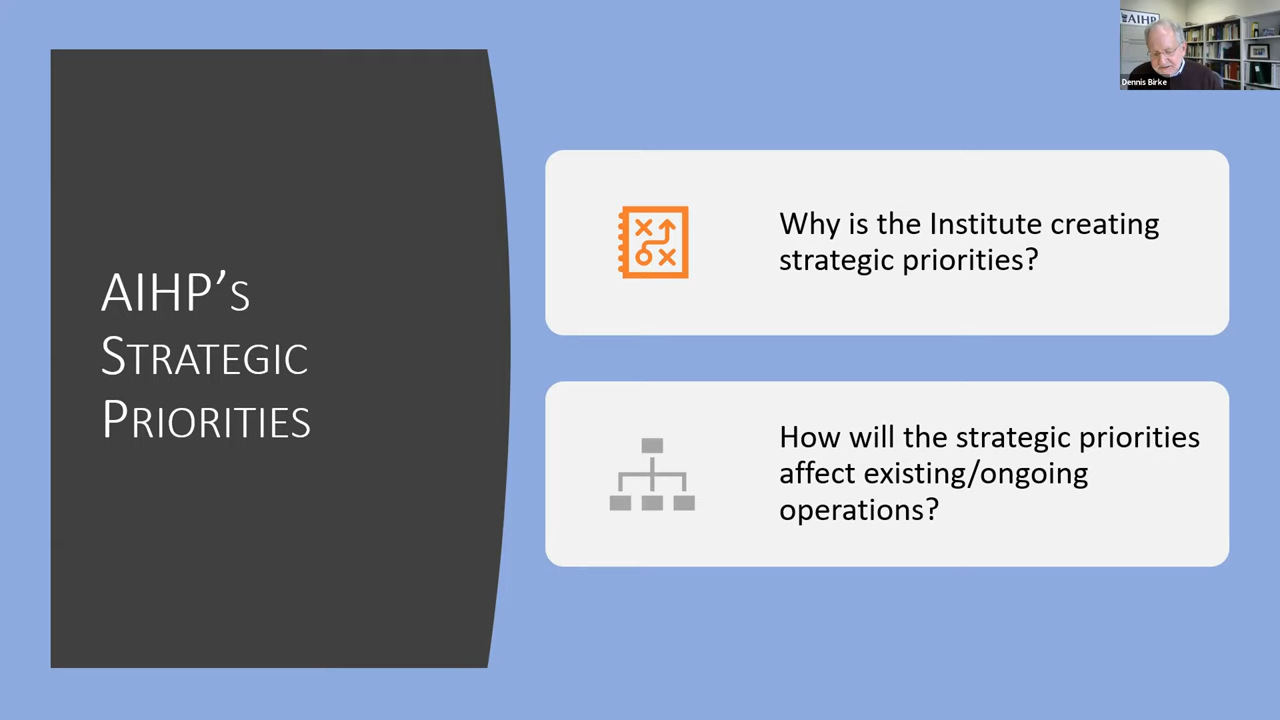 AIHP's
Strategic
Priorities
Why is the Institute creating
strategic priorities?
How will the strategic priorities
affect existing/ongoing
operations?
AIHP
Dennis Birke